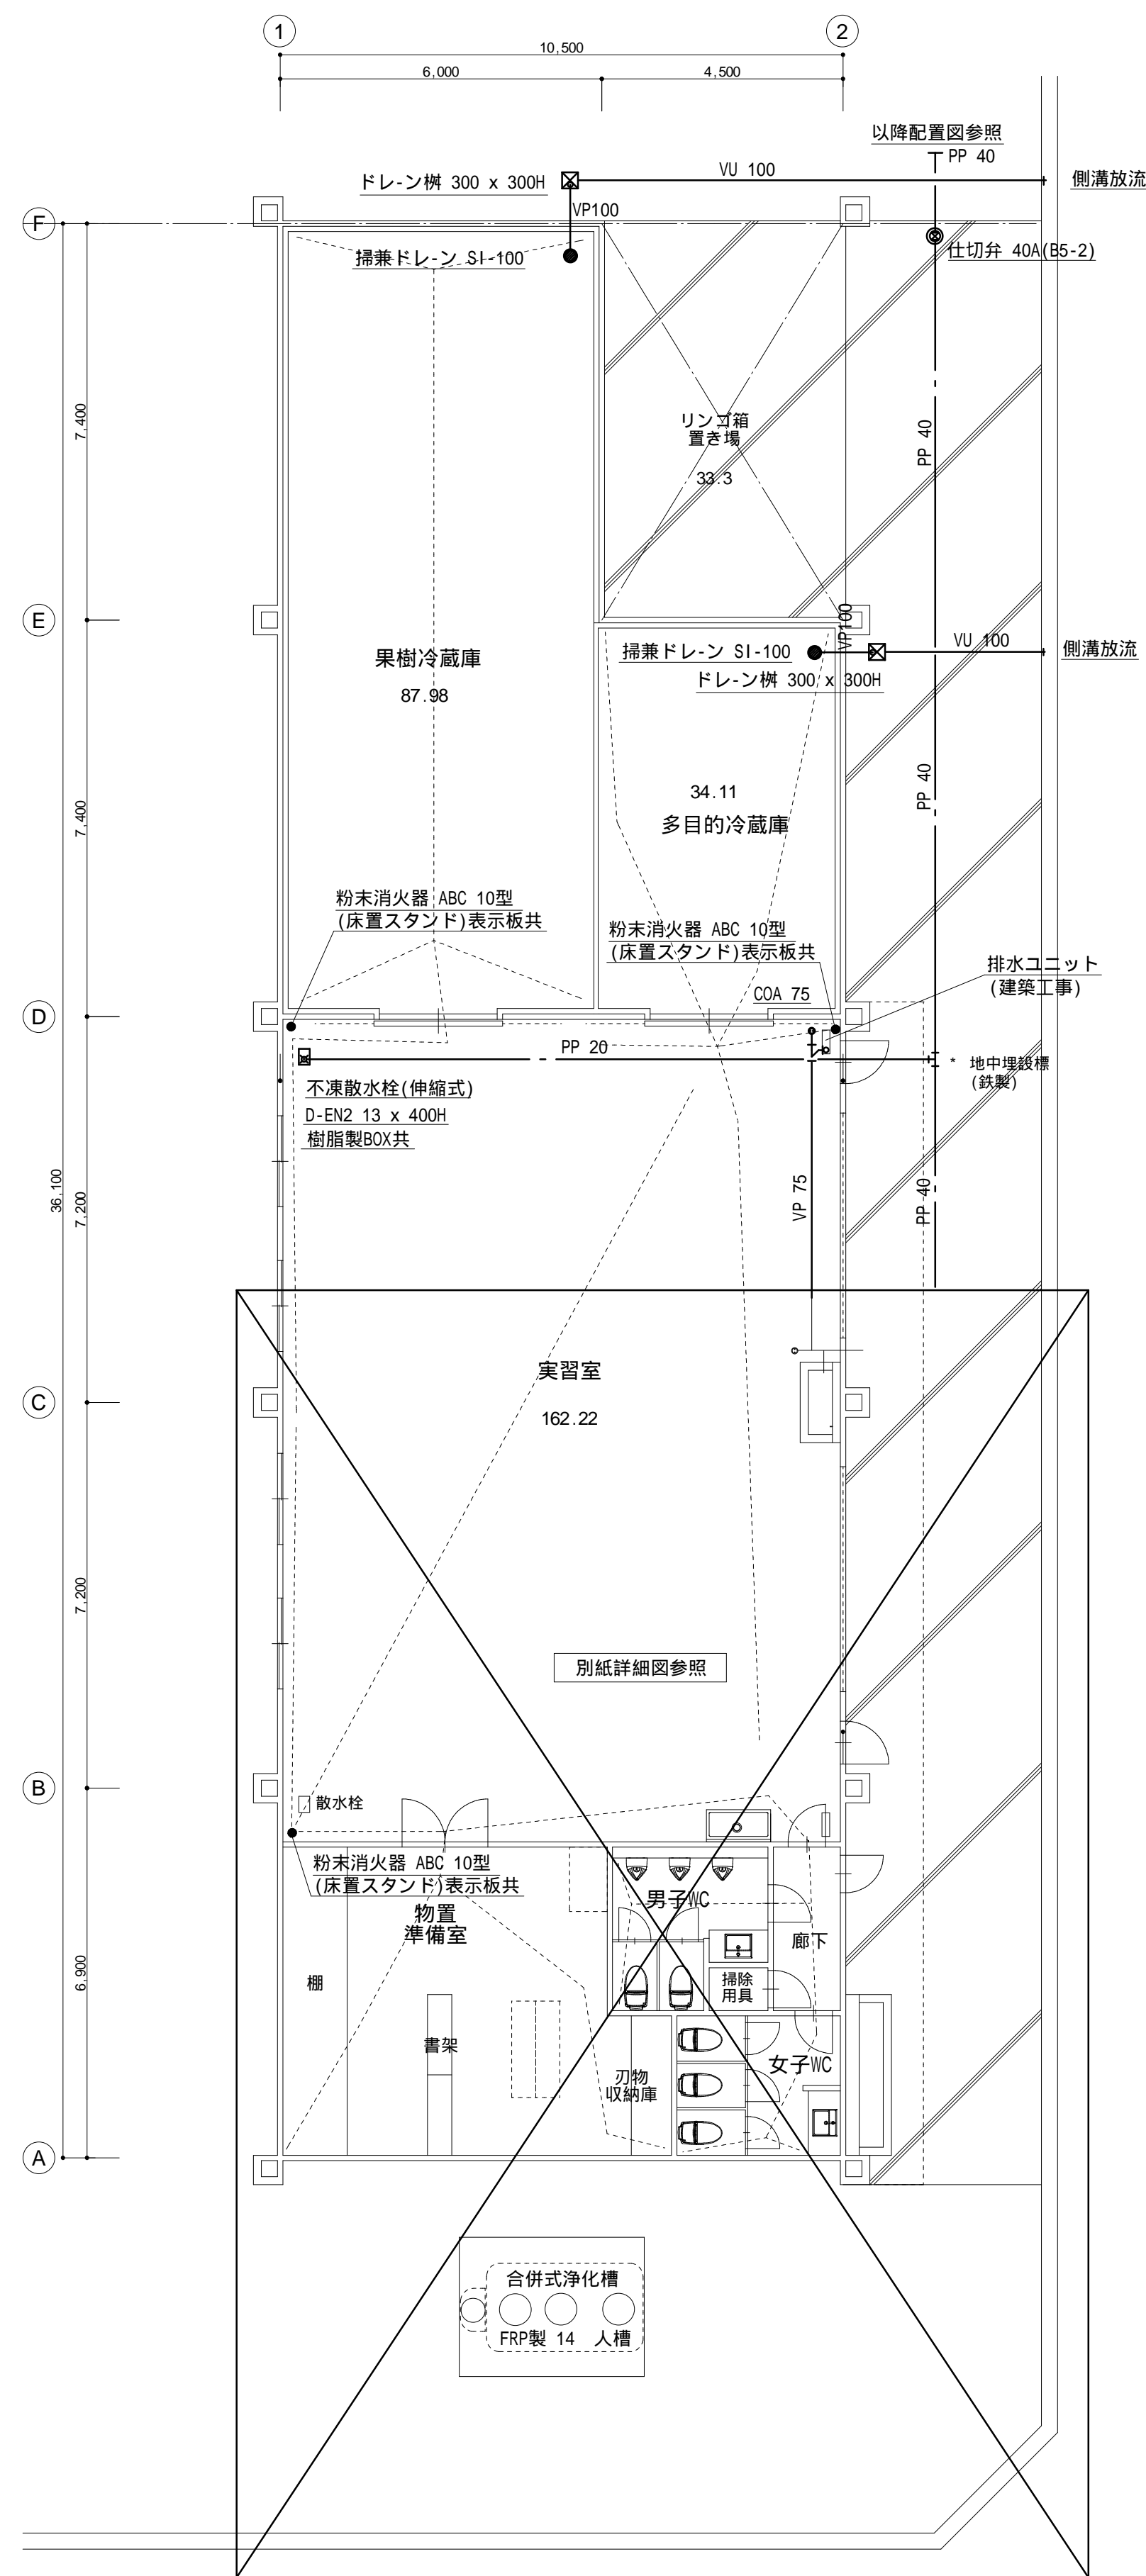 1
2
10,500
6,000
4,500
以降配置図参照
PP 40
VU 100
ドレ-ン桝 300 x 300H
側溝放流
VP100
F
掃兼ドレ-ン SI-100
仕切弁 40A(B5-2)
7,400
リンゴ箱
置き場
33.3
PP 40
E
VP100
果樹冷蔵庫
87.98
掃兼ドレ-ン SI-100
VU 100
側溝放流
ドレ-ン桝 300 x 300H
PP 40
7,400
34.11
多目的冷蔵庫
粉末消火器 ABC 10型
(床置スタンド)表示板共
粉末消火器 ABC 10型
(床置スタンド)表示板共
排水ユニット
(建築工事)
COA 75
D
PP 20
* 地中埋設標
(鉄製)
不凍散水栓(伸縮式)
D-EN2 13 x 400H
樹脂製BOX共
36,100
7,200
VP 75
PP 40
実習室
162.22
C
7,200
別紙詳細図参照
B
散水栓
粉末消火器 ABC 10型
(床置スタンド)表示板共
物置
準備室
男子WC
廊下
6,900
棚
掃除
用具
書架
刃物
収納庫
女子WC
A
合併式浄化槽
FRP製 14 人槽